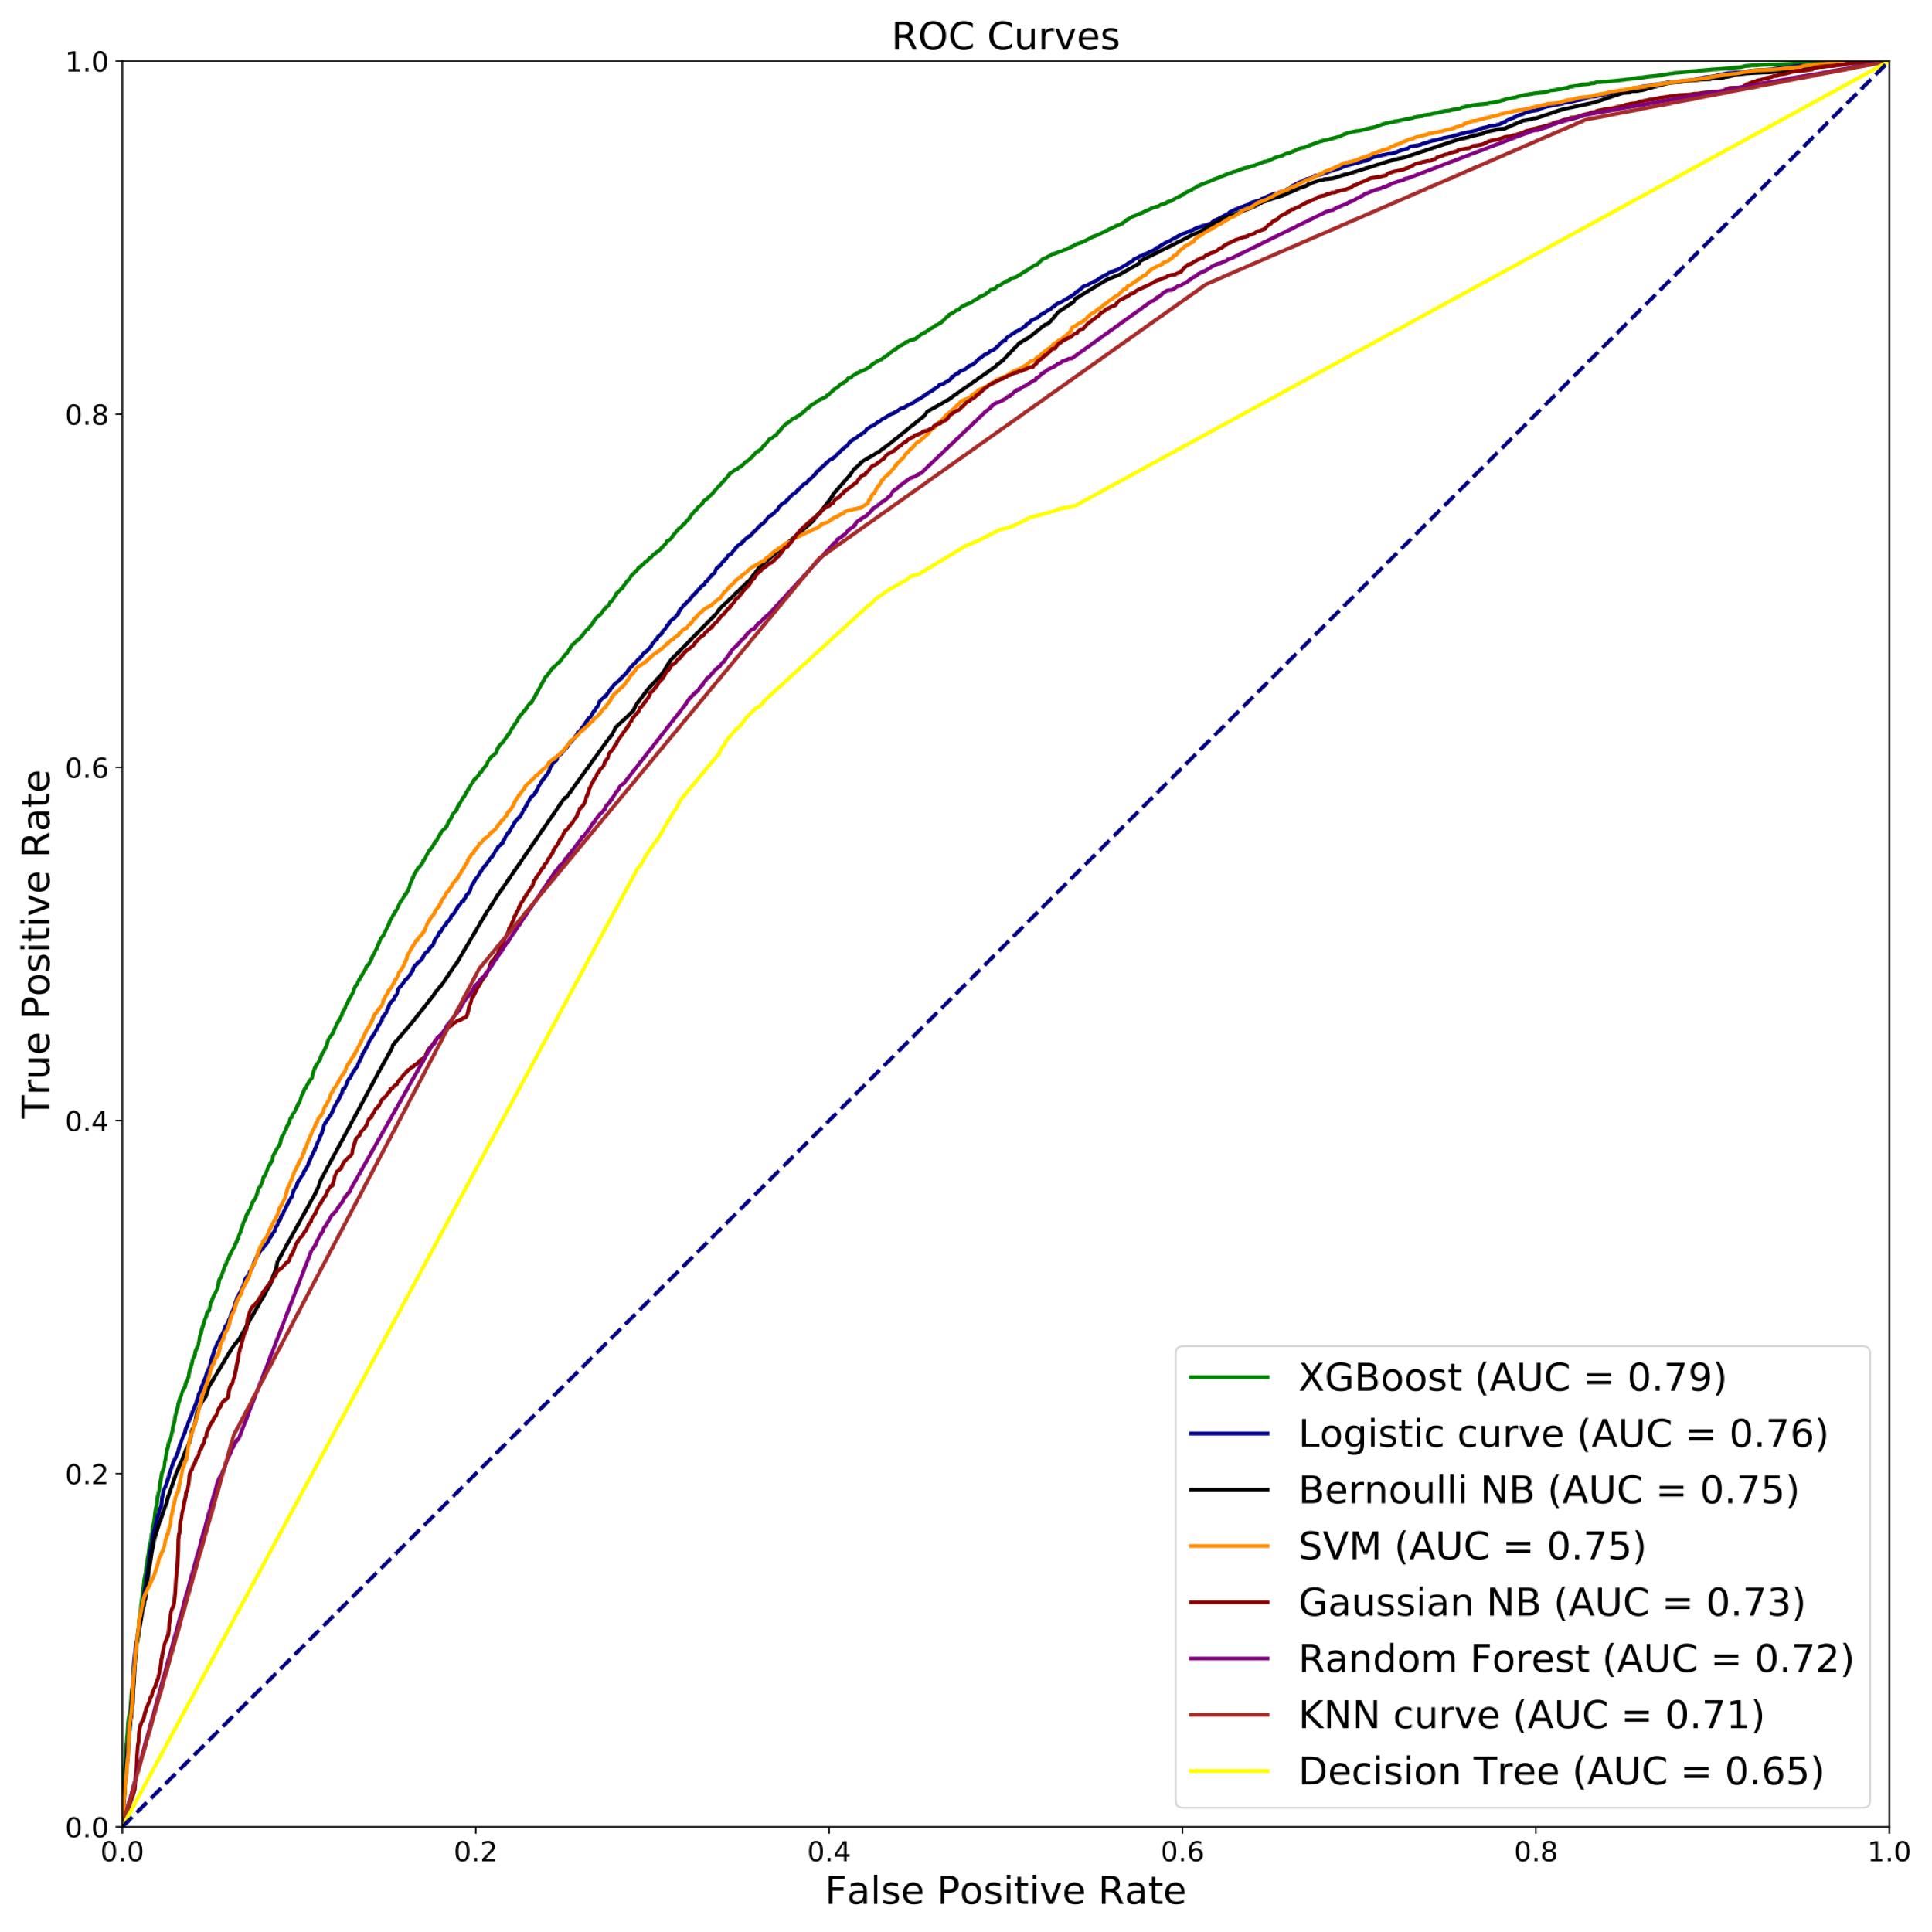 ROC Curves
True Positive Rate
1.0
0.8
0.6
0.4
0.2
0.0
XGBoost (AUC = 0.79)
Logistic curve (AUC = 0.76)
Bernoulli NB (AUC = 0.75)
SVM (AUC = 0.75)
Gaussian NB (AUC = 0.73)
Random Forest (AUC = 0.72)
KNN curve (AUC = 0.71)
Decision Tree (AUC = 0.65)
0.0 0.2 0.4 0.6 0.8 1.0
False Positive Rate